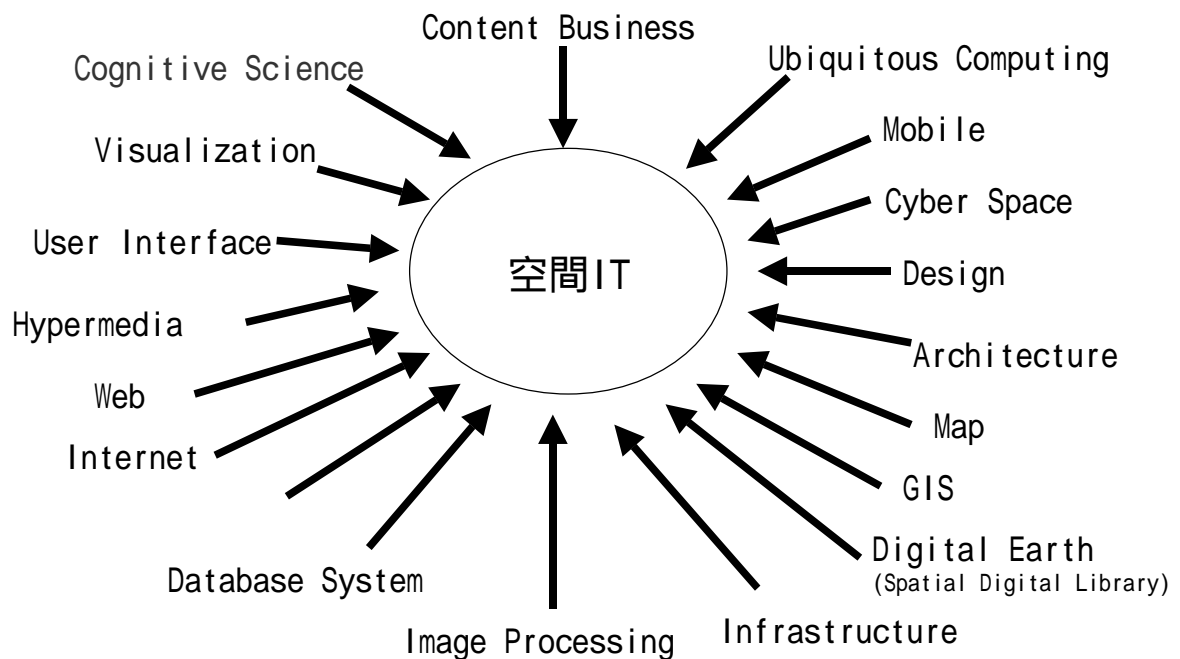 Content Business
Cognitive Science
Ubiquitous Computing
Visualization
Mobile
Cyber Space
User Interface
空間IT
Design
Hypermedia
Architecture
Web
Map
Internet
GIS
Digital Earth
(Spatial Digital Library)
Database System
Image Processing
Infrastructure